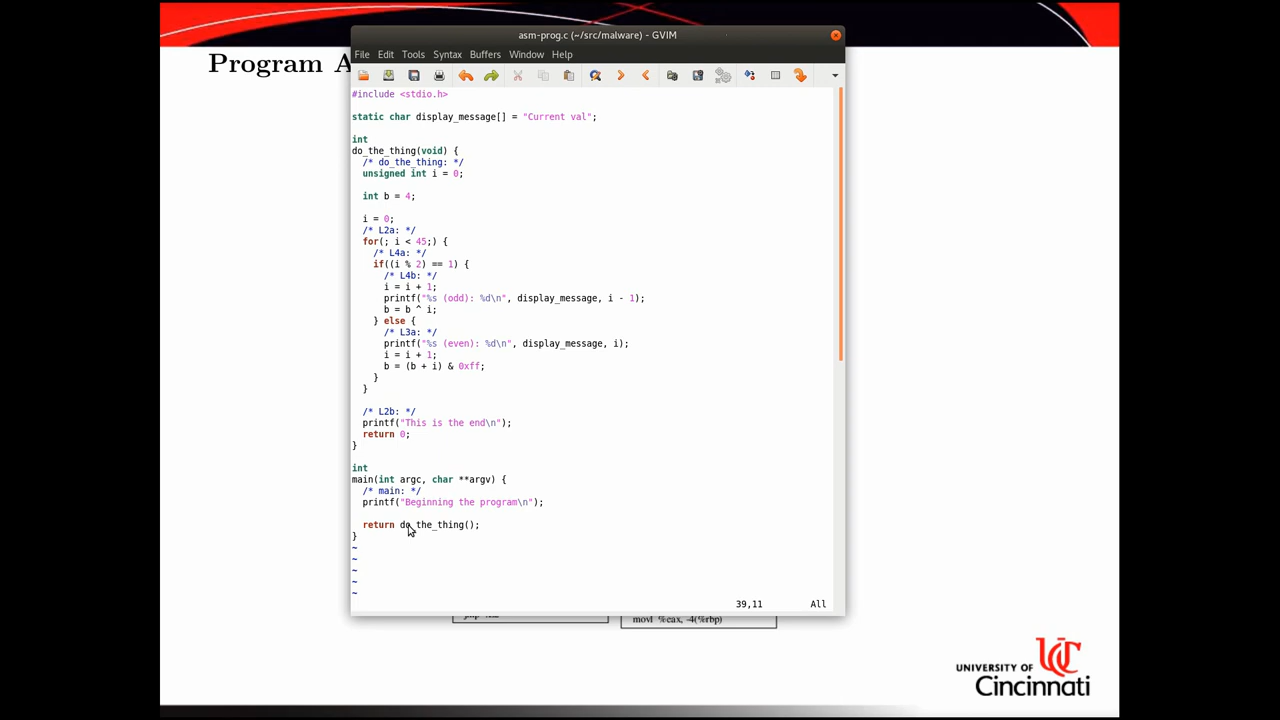 Program A
asm-prog.c (~/src/malware) - GVIM
File Edit Tools Syntax Buffers Window Help
#include <stdio.h>
static char display_message[] = "Current val";
int
do_the_thing(void) {
/* do_the_thing: */
unsigned int i = 0;
int b = 4;
i = 0;
/* L2a: */
for(; i < 45;) {
/* L4a: */
if((i % 2) == 1) {
/* L4b: */
i = i + 1;
printf("%s (odd): %d\n", display_message, i - 1);
b = b ^ i;
} else {
/* L3a: */
printf("%s (even): %d\n", display_message, i);
i = i + 1;
b = (b + i) & 0xff;
}
}
/* L2b: */
printf("This is the end\n");
return 0;
}
int
main(int argc, char **argv) {
/* main: */
printf("Beginning the program\n");
return do_the_thing();
}
~
~
~
~
~
39,11 All
movl %eax, -4(%rbp)
UNIVERSITY OF
Cincinnati